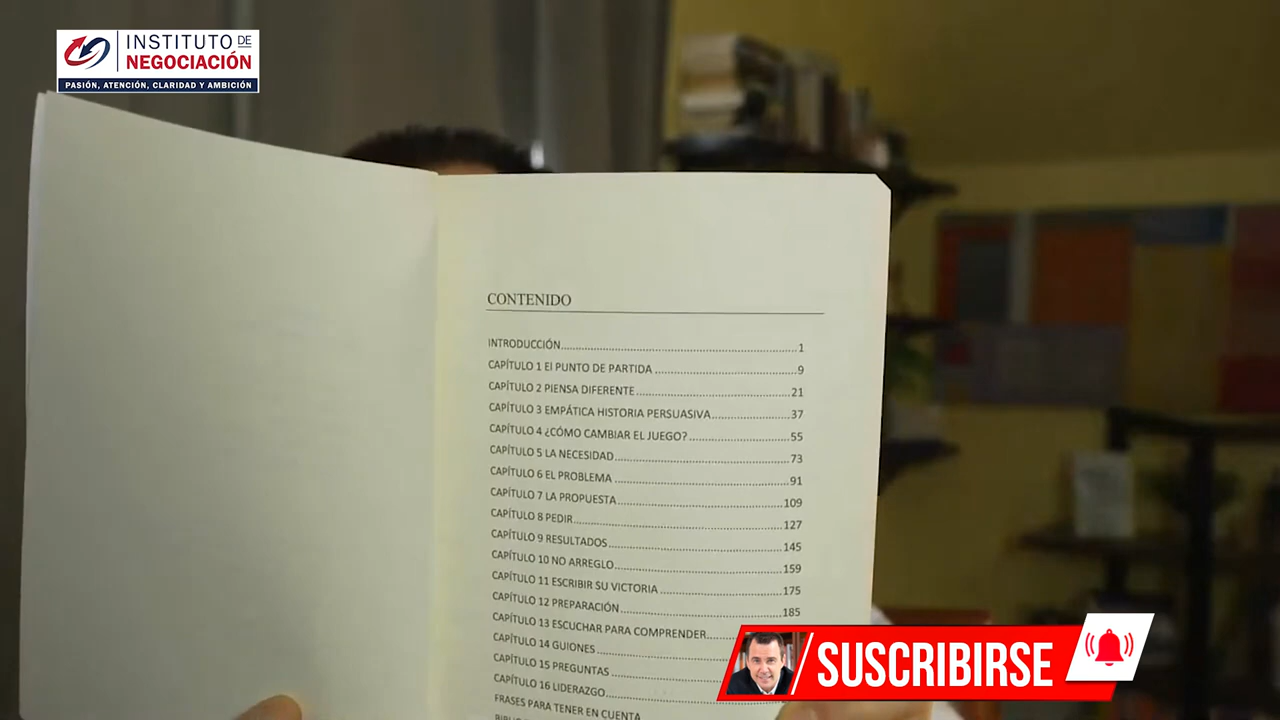 INSTITUTO DE
NEGOCIACIÓN
PASIÓN, ATENCIÓN, CLARIDAD Y AMBICIÓN
CONTENIDO
INTRODUCCIÓN 1
CAPÍTULO 1 El PUNTO DE PARTIDA 9
CAPÍTULO 2 PIENSA DIFERENTE 21
CAPÍTULO 3 EMPÁTICA HISTORIA PERSUASIVA 37
CAPÍTULO 4 ¿CÓMO CAMBIAR EL JUEGO? 55
CAPÍTULO 5 LA NECESIDAD 73
CAPÍTULO 6 EL PROBLEMA 91
CAPÍTULO 7 LA PROPUESTA 109
CAPÍTULO 8 PEDIR 127
CAPÍTULO 9 RESULTADOS 145
CAPÍTULO 10 NO ARREGLO 159
CAPÍTULO 11 ESCRIBIR SU VICTORIA 175
CAPÍTULO 12 PREPARACIÓN 185
CAPÍTULO 13 ESCUCHAR PARA COMPRENDER
CAPÍTULO 14 GUIONES
CAPÍTULO 15 PREGUNTAS
CAPÍTULO 16 LIDERAZGO
FRASES PARA TENER EN CUENTA
SUSCRIBIRSE